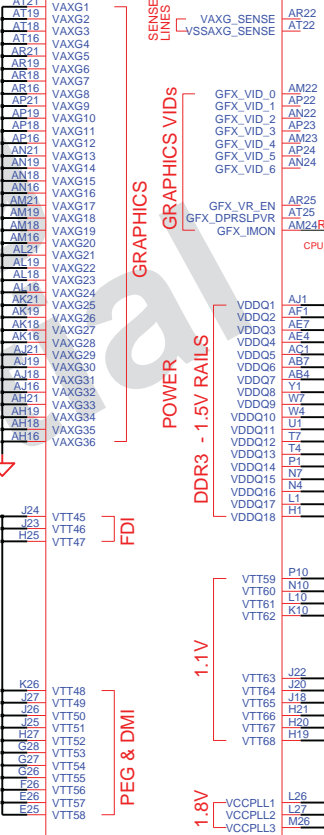 AT21 VAXG1
AT19 VAXG2
AT18 VAXG3
AT16 VAXG4
AR21 VAXG5
AR19 VAXG6
AR18 VAXG7
AR16 VAXG8
AP21 VAXG9
AP19 VAXG10
AP18 VAXG11
AP16 VAXG12
AN21 VAXG13
AN19 VAXG14
AN18 VAXG15
AN16 VAXG16
AM21 VAXG17
AM19 VAXG18
AM18 VAXG19
AM16 VAXG20
AL21 VAXG21
AL19 VAXG22
AL18 VAXG23
AL16 VAXG24
AK21 VAXG25
AK19 VAXG26
AK18 VAXG27
AK16 VAXG28
AJ21 VAXG29
AJ19 VAXG30
AJ18 VAXG31
AJ16 VAXG32
AH21 VAXG33
AH19 VAXG34
AH18 VAXG35
AH16 VAXG36
GRAPHICS
J24 VTT45
J23 VTT46
H25 VTT47
FDI
K26 VTT48
J27 VTT49
J26 VTT50
J25 VTT51
H27 VTT52
G28 VTT53
G27 VTT54
G26 VTT55
F26 VTT56
E26 VTT57
E25 VTT58
PEG & DMI
POWER
SENSE
LINES
VAXG_SENSE AR22
VSSAXG_SENSE AT22
GRAPHICS VIDs
GFX_VID_0 AM22
GFX_VID_1 AP22
GFX_VID_2 AN22
GFX_VID_3 AP23
GFX_VID_4 AM23
GFX_VID_5 AP24
GFX_VID_6 AN24
GFX_VR_EN AR25
GFX_DPRSLPVR AT25
GFX_IMON AM24
CPU
DDR3 - 1.5V RAILS
VDDQ1 AJ1
VDDQ2 AF1
VDDQ3 AE7
VDDQ4 AE4
VDDQ5 AC1
VDDQ6 AB7
VDDQ7 AB4
VDDQ8 Y1
VDDQ9 W7
VDDQ10 W4
VDDQ11 U1
VDDQ12 T7
VDDQ13 T4
VDDQ14 P1
VDDQ15 N7
VDDQ16 N4
VDDQ17 L1
VDDQ18 H1
1.1V
VTT59 P10
VTT60 N10
VTT61 L10
VTT62 K10
VTT63 J22
VTT64 J20
VTT65 J18
VTT66 H21
VTT67 H20
VTT68 H19
1.8V
VCCPLL1 L26
VCCPLL2 L27
VCCPLL3 M26